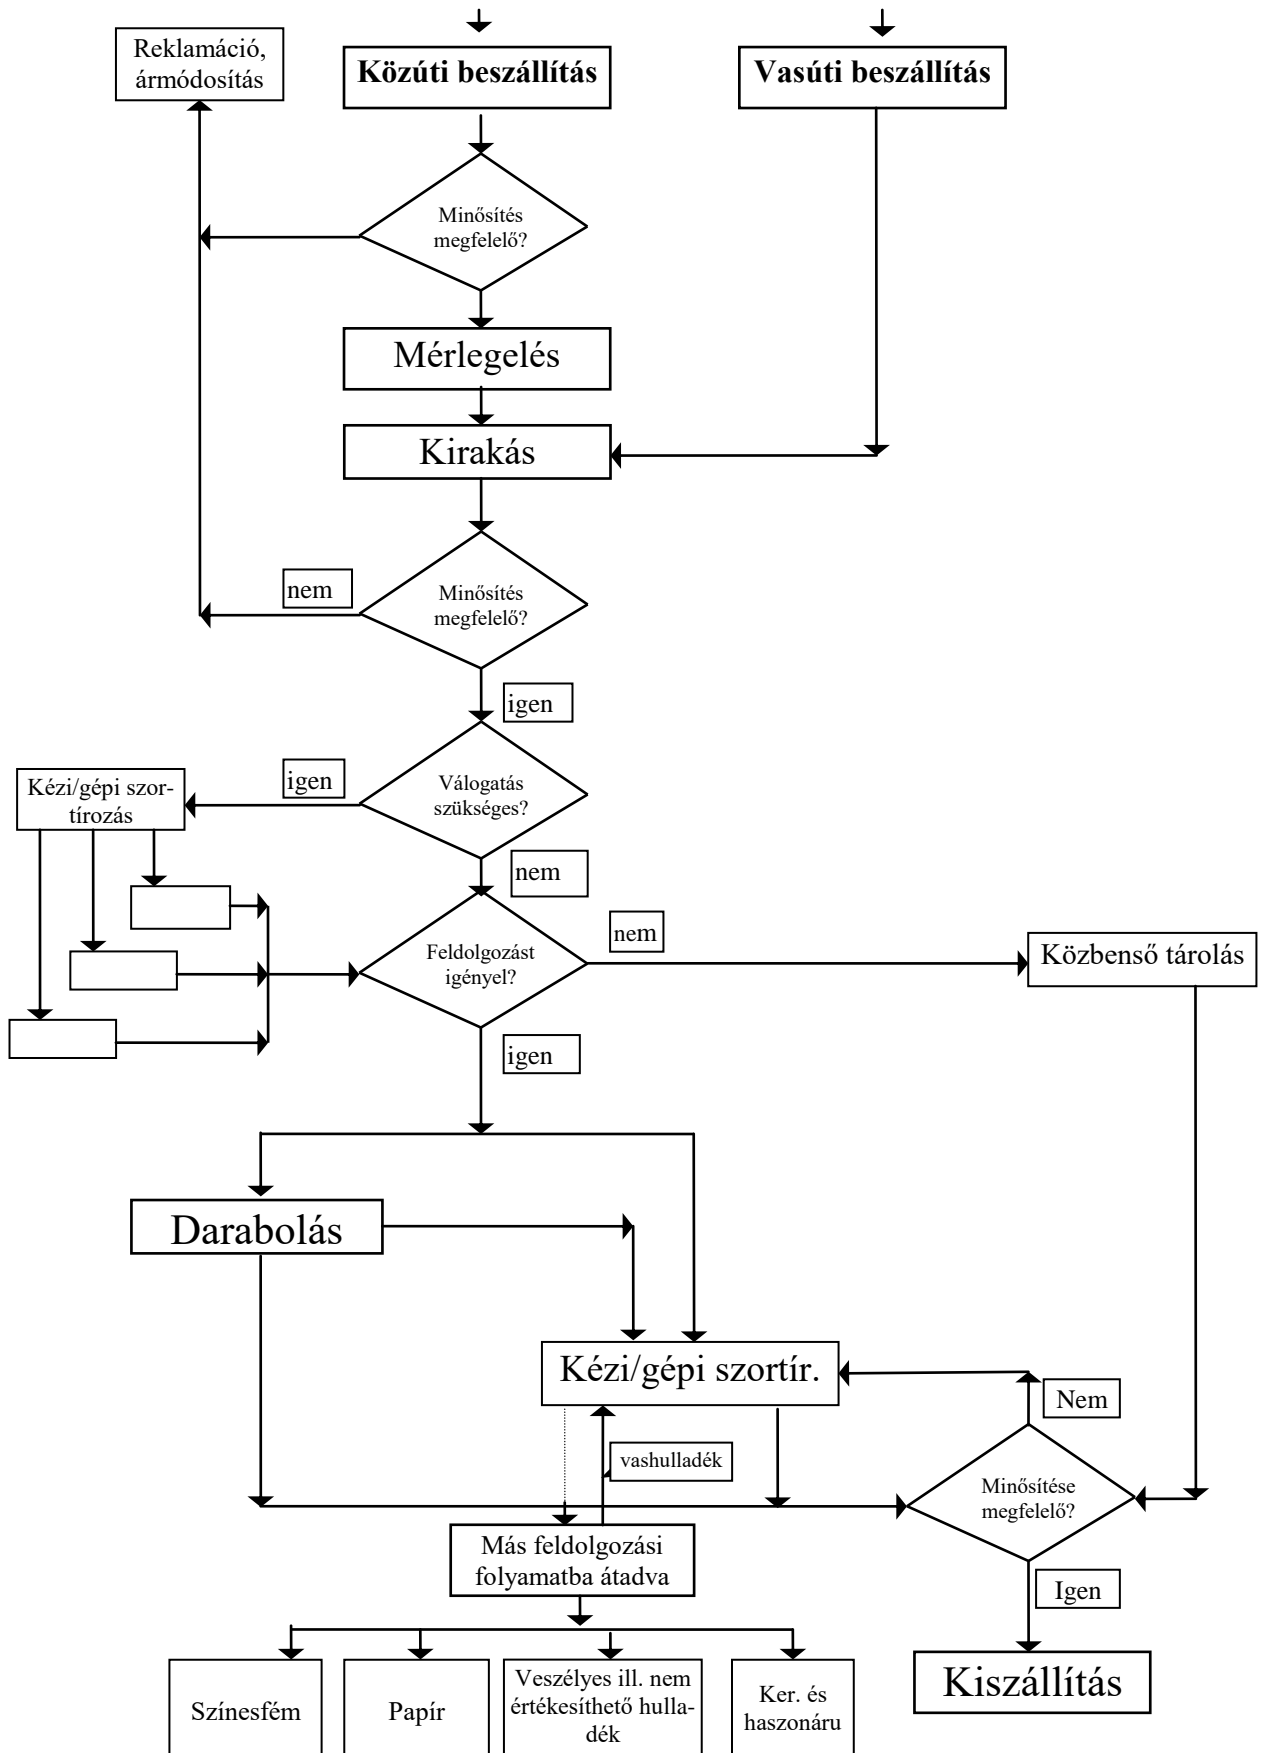 Reklamáció,
ármódosítás
Közúti beszállítás
Vasúti beszállítás
Minősítés
megfelelő?
Mérlegelés
Kirakás
nem
Minősítés
megfelelő?
igen
igen
Válogatás
szükséges?
Kézi/gépi szor-
tírozás
nem
nem
Feldolgozást
igényel?
Közbenső tárolás
igen
Darabolás
Kézi/gépi szortír.
Nem
vashulladék
Minősítése
megfelelő?
Más feldolgozási
folyamatba átadva
Igen
Színesfém
Papír
Veszélyes ill. nem
értékesíthető hulla-
dék
Ker. és
haszonáru
Kiszállítás